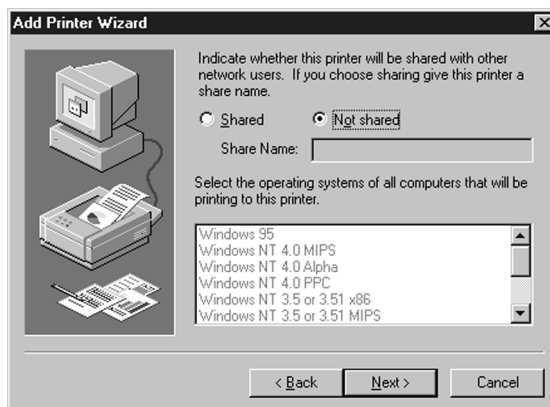 Add Printer Wizard
Indicate whether this printer will be shared with other
network users. If you choose sharing give this printer a
share name.
Shared
Not shared
Share Name:
Select the operating systems of all computers that will be
printing to this printer.
Windows 95
Windows NT 4.0 MIPS
Windows NT 4.0 Alpha
Windows NT 4.0 PPC
Windows NT 3.5 or 3.51 x86
Windows NT 3.5 or 3.51 MIPS
< Back
Next >
Cancel